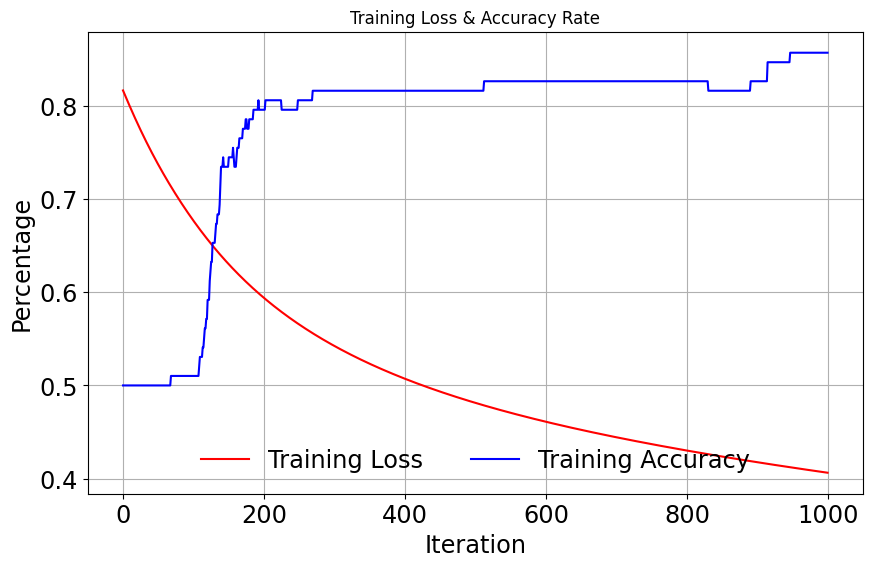 Training Loss & Accuracy Rate
0.8
0.7
0.6
0.5
0.4
Percentage
Training Loss
Training Accuracy
0 200 400 600 800 1000
Iteration